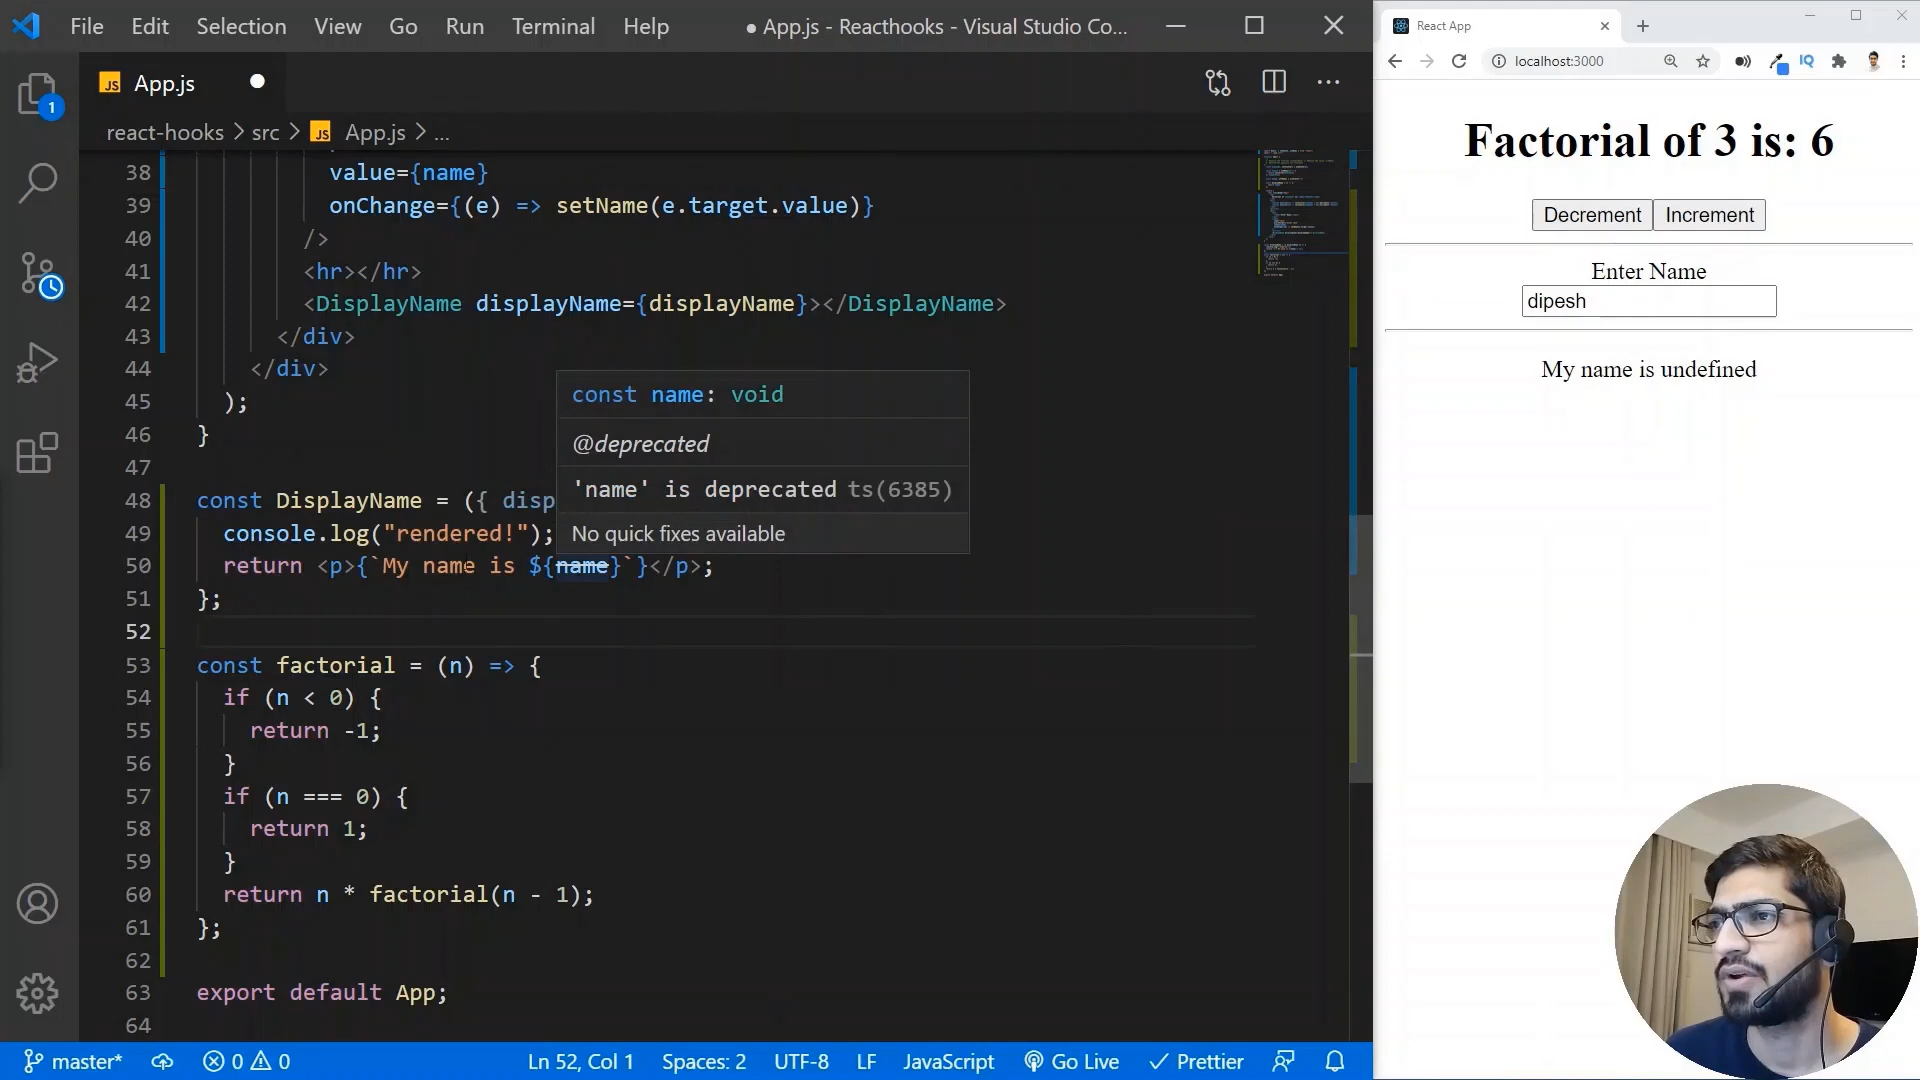 File Edit Selection View Go Run Terminal Help ● App.js - Reacthooks - Visual Studio Co...
JS App.js
react-hooks > src > JS App.js > ...
1
38 value={name}
39 onChange={(e) => setName(e.target.value)}
40 />
41 <hr></hr>
42 <DisplayName displayName={displayName}></DisplayName>
43 </div>
44 </div>
45 );
46 }
47
48 const DisplayName = ({ disp
49 console.log("rendered!");
50 return <p>{`My name is ${name}`}</p>;
51 };
52
53 const factorial = (n) => {
54 if (n < 0) {
55 return -1;
56 }
57 if (n === 0) {
58 return 1;
59 }
60 return n * factorial(n - 1);
61 };
62
63 export default App;
64
const name: void
@deprecated
'name' is deprecated ts(6385)
No quick fixes available
master* 0 0 Ln 52, Col 1 Spaces: 2 UTF-8 LF JavaScript Go Live Prettier
React App
localhost:3000
Factorial of 3 is: 6
Decrement Increment
Enter Name
dipesh
My name is undefined